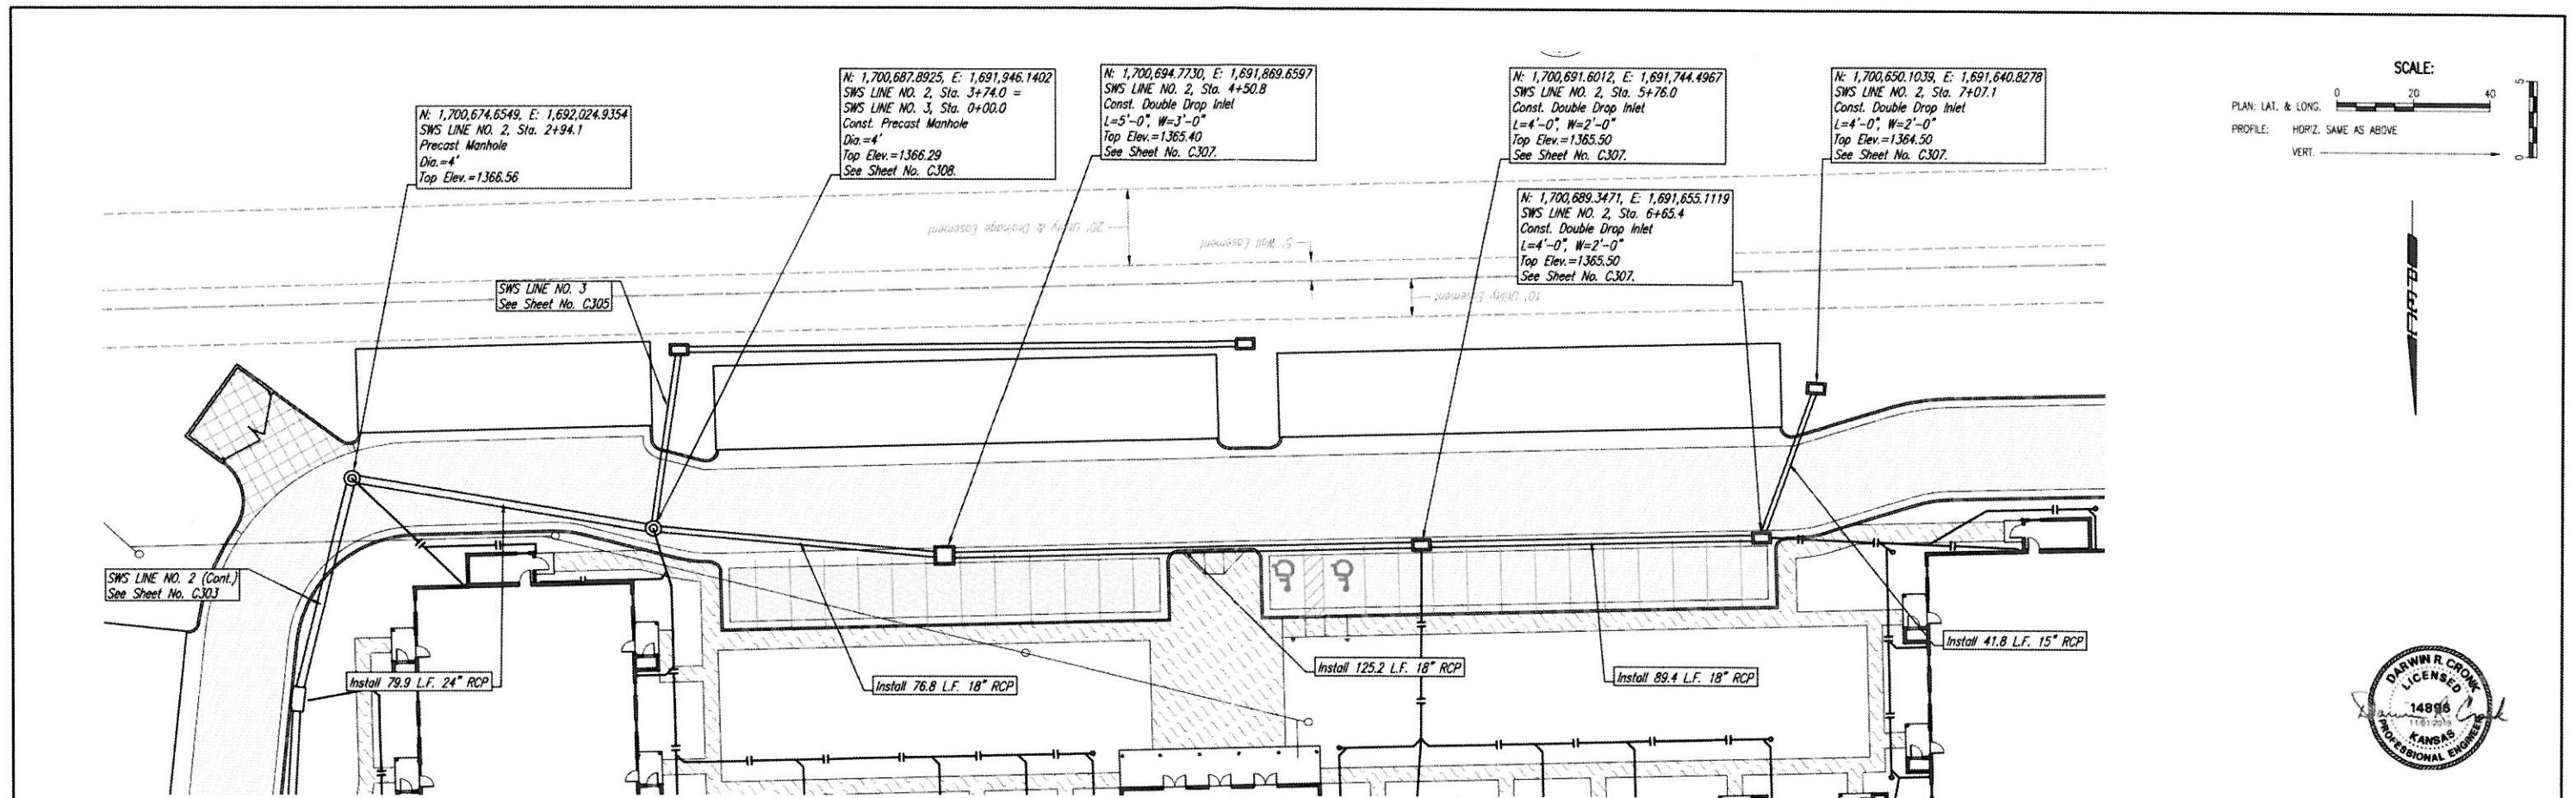 N: 1,700,674.6549, E: 1,692,024.9354
SWS LINE NO. 2, Sta. 2+94.1
Precast Manhole
Dia.=4'
Top Elev.=1366.56
N: 1,700,687.8925, E: 1,691,946.1402
SWS LINE NO. 2, Sta. 3+74.0 =
SWS LINE NO. 3, Sta. 0+00.0
Const. Precast Manhole
Dia.=4'
Top Elev.=1366.29
See Sheet No. C308.
N: 1,700,694.7730, E: 1,691,869.6597
SWS LINE NO. 2, Sta. 4+50.8
Const. Double Drop Inlet
L=5'-0", W=3'-0"
Top Elev.=1365.40
See Sheet No. C307.
N: 1,700,691.6012, E: 1,691,744.4967
SWS LINE NO. 2, Sta. 5+76.0
Const. Double Drop Inlet
L=4'-0", W=2'-0"
Top Elev.=1365.50
See Sheet No. C307.
N: 1,700,650.1039, E: 1,691,640.8278
SWS LINE NO. 2, Sta. 7+07.1
Const. Double Drop Inlet
L=4'-0", W=2'-0"
Top Elev.=1364.50
See Sheet No. C307.
N: 1,700,689.3471, E: 1,691,655.1119
SWS LINE NO. 2, Sta. 6+65.4
Const. Double Drop Inlet
L=4'-0", W=2'-0"
Top Elev.=1365.50
See Sheet No. C307.
SCALE:
0 20 40
PLAN: LAT. & LONG.
PROFILE: HORIZ. SAME AS ABOVE
VERT.
5
0
20' Utility & Drainage Easement
5' Wall Easement
10' Utility Easement
SWS LINE NO. 3
See Sheet No. C305
SWS LINE NO. 2 (Cont.)
See Sheet No. C303
Install 79.9 L.F. 24" RCP
Install 76.8 L.F. 18" RCP
Install 125.2 L.F. 18" RCP
Install 89.4 L.F. 18" RCP
Install 41.8 L.F. 15" RCP
DARWIN R. CRONK
LICENSED
14896
11/01/2019
KANSAS
PROFESSIONAL ENGINEER